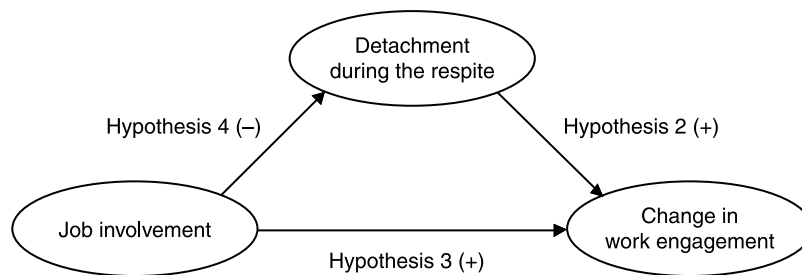 Detachment
during the respite
Hypothesis 4 (–)
Hypothesis 2 (+)
Job involvement
Change in
work engagement
Hypothesis 3 (+)